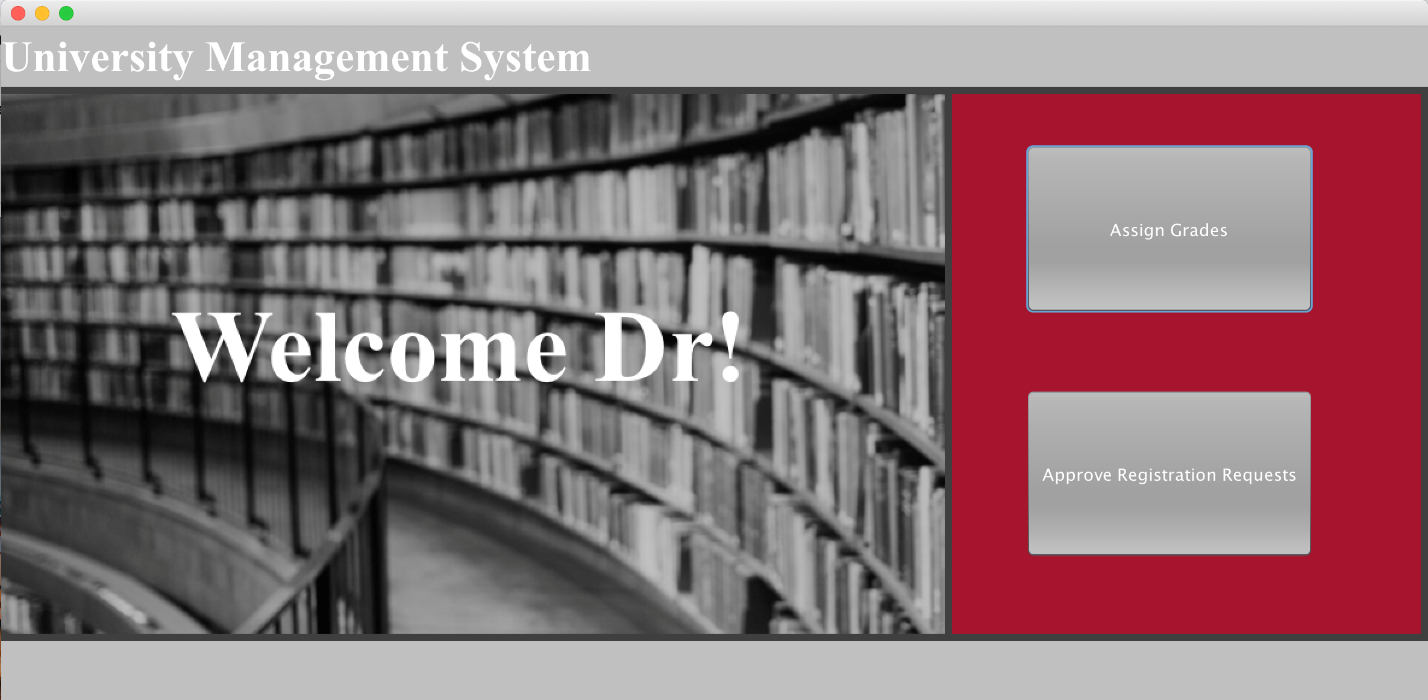 University Management System
Welcome Dr!
Assign Grades
Approve Registration Requests